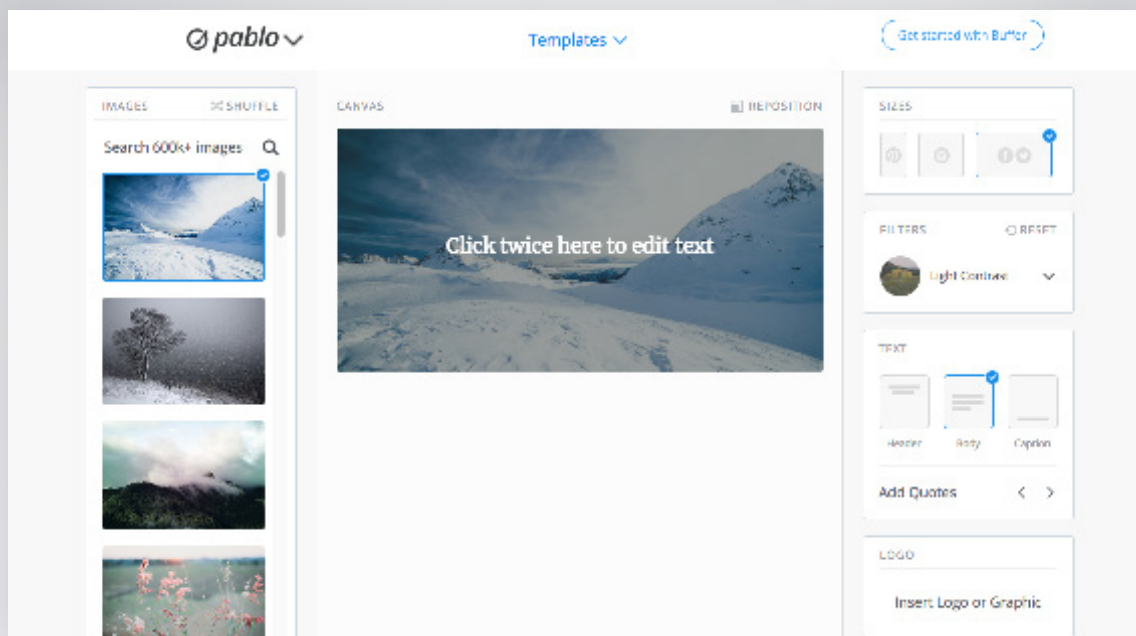 pablo
Templates
Get started with Buffer
IMAGES
SHUFFLE
Search 600k+ images
CANVAS
REPOSITION
Click twice here to edit text
SIZES
FILTERS
RESET
Light Contrast
TEXT
Header
Body
Caption
Add Quotes
LOGO
Insert Logo or Graphic